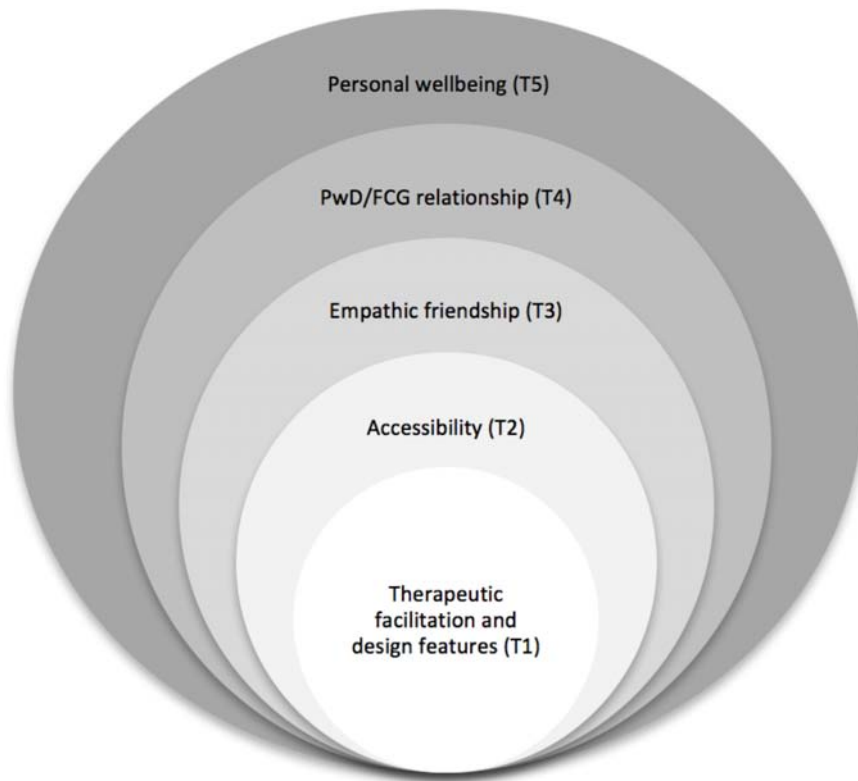 Personal wellbeing (T5)
PwD/FCG relationship (T4)
Empathic friendship (T3)
Accessibility (T2)
Therapeutic
facilitation and
design features (T1)